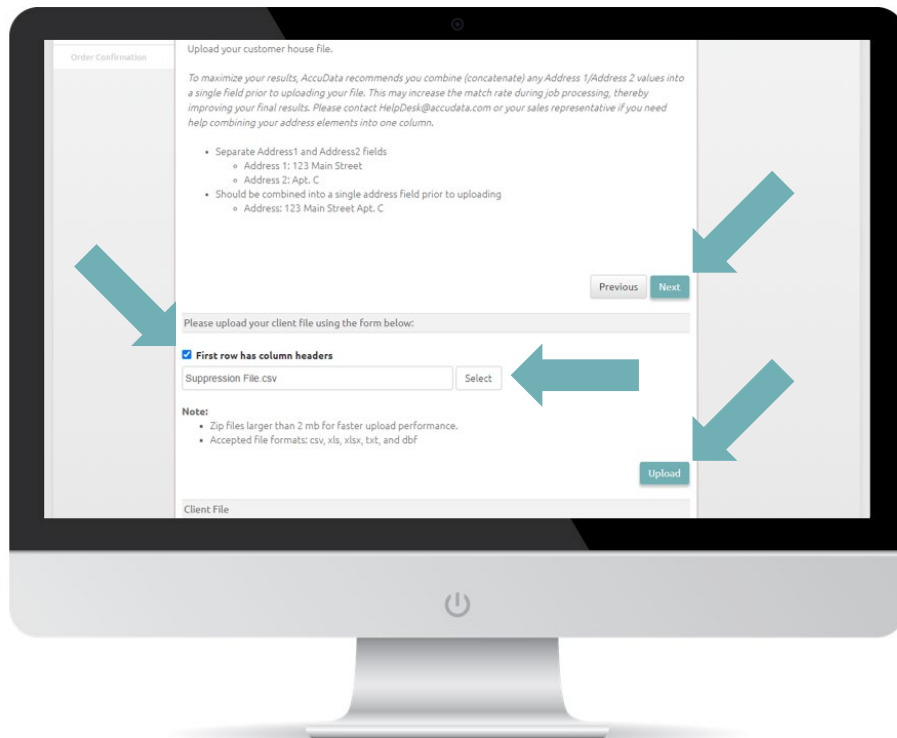 Order Confirmation
Upload your customer house file.
To maximize your results, AccuData recommends you combine (concatenate) any Address 1/Address 2 values into
a single field prior to uploading your file. This may increase the match rate during job processing, thereby
improving your final results. Please contact HelpDesk@accudata.com or your sales representative if you need
help combining your address elements into one column.
• Separate Address1 and Address2 fields
Address 1: 123 Main Street
Address 2: Apt. C
• Should be combined into a single address field prior to uploading
Address: 123 Main Street Apt. C
Previous Next
Please upload your client file using the form below:
First row has column headers
Suppression File.csv Select
Note:
• Zip files larger than 2 mb for faster upload performance.
• Accepted file formats: csv, xls, xlsx, txt, and dbf
Upload
Client File